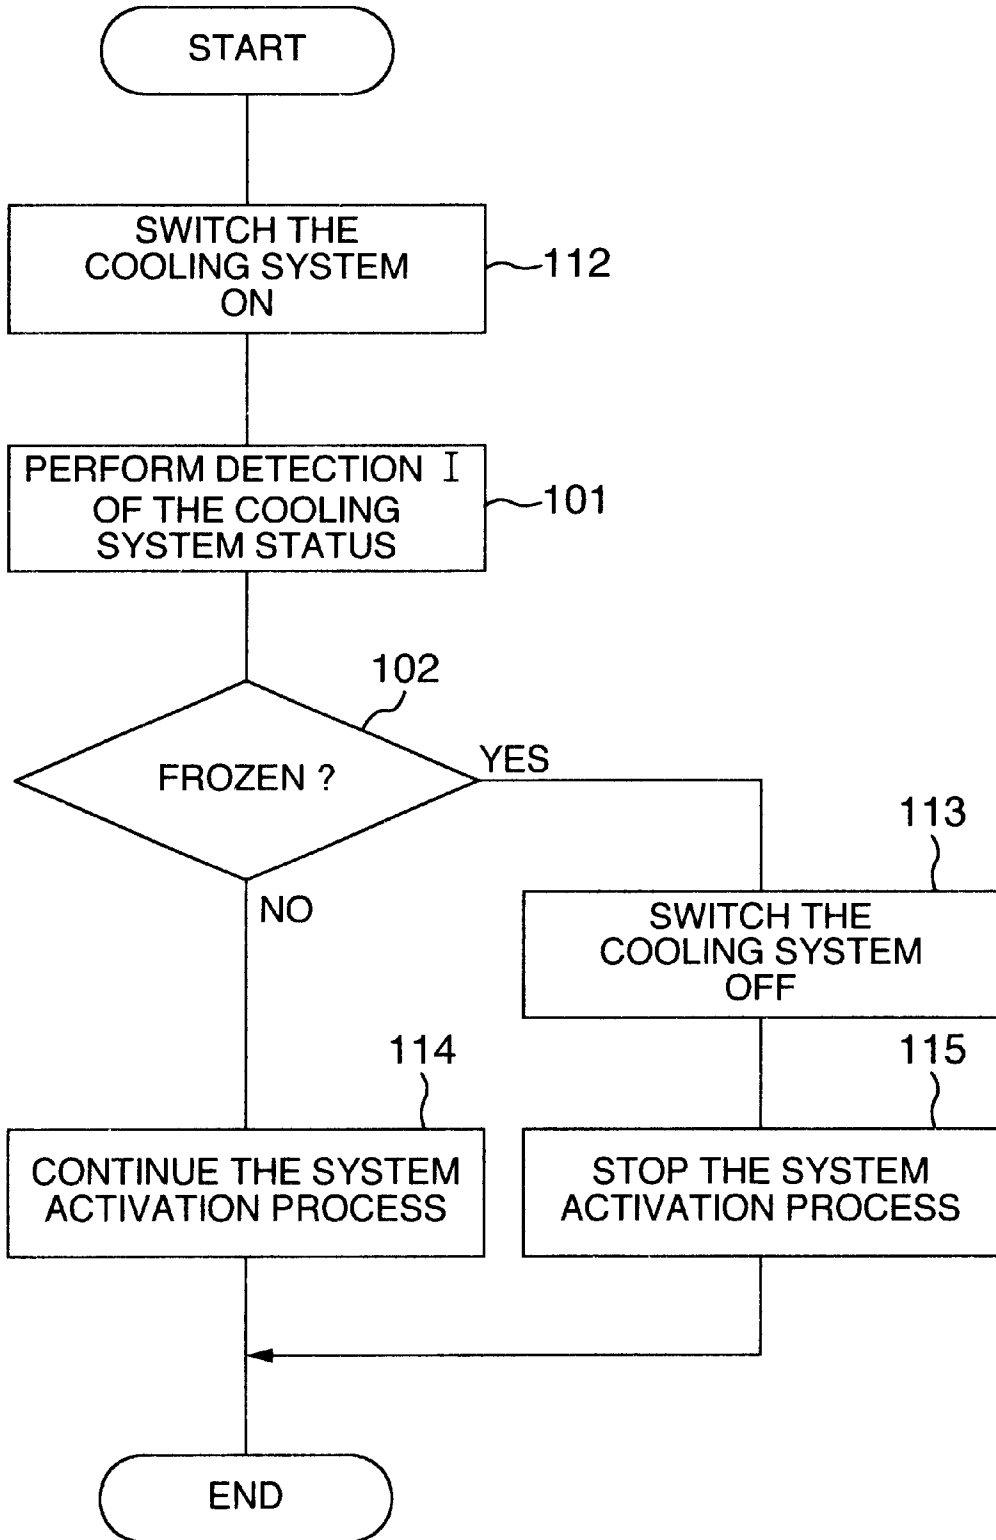 START
SWITCH THE
COOLING SYSTEM
ON
112
PERFORM DETECTION I
OF THE COOLING
SYSTEM STATUS
101
102
FROZEN ?
YES
NO
113
SWITCH THE
COOLING SYSTEM
OFF
114
CONTINUE THE SYSTEM
ACTIVATION PROCESS
115
STOP THE SYSTEM
ACTIVATION PROCESS
END